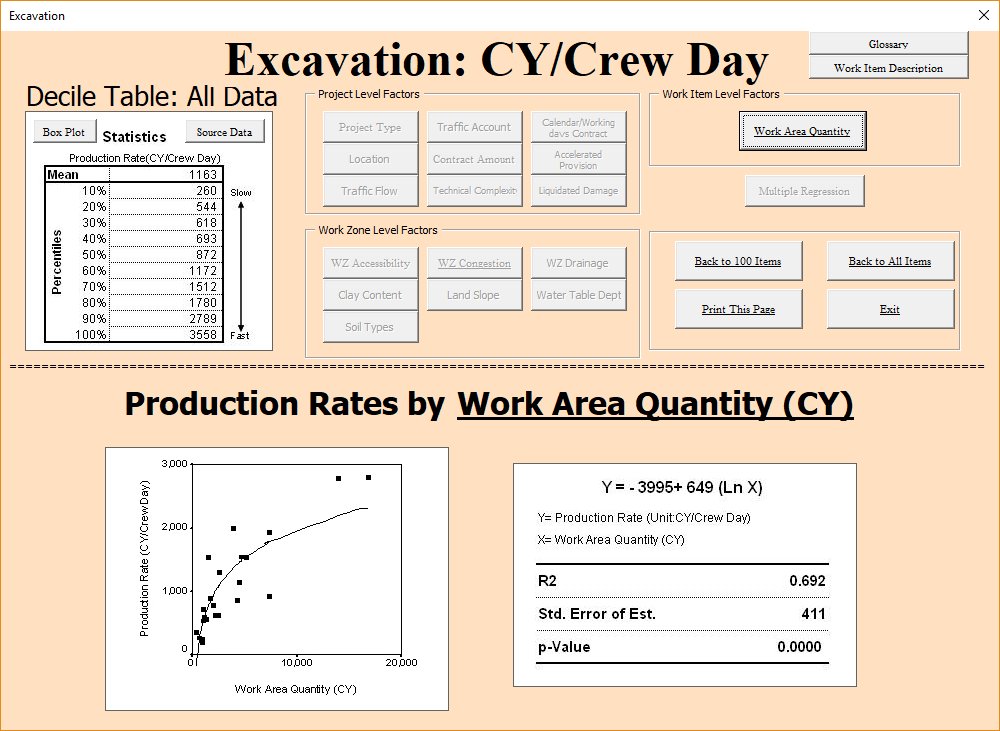 Excavation
Excavation: CY/Crew Day
Glossary
Work Item Description
Decile Table: All Data
Box Plot
Statistics
Source Data
Production Rate(CY/Crew Day)
Mean 1163
10% 260
20% 544
30% 618
40% 693
50% 872
60% 1172
70% 1512
80% 1780
90% 2789
100% 3558
Percentiles
Slow
Fast
Project Level Factors
Project Type
Traffic Account
Calendar/Working
days Contract
Location
Contract Amount
Accelerated
Provision
Traffic Flow
Technical Complexity
Liquidated Damage
Work Zone Level Factors
WZ Accessibility
WZ Congestion
WZ Drainage
Clay Content
Land Slope
Water Table Dept
Soil Types
Work Item Level Factors
Work Area Quantity
Multiple Regression
Back to 100 Items
Back to All Items
Print This Page
Exit
================================================================================
Production Rates by Work Area Quantity (CY)
Production Rate (CY/Crew Day)
3,000
2,000
1,000
0
0 10,000 20,000
Work Area Quantity (CY)
Y = - 3995+ 649 (Ln X)
Y= Production Rate (Unit:CY/Crew Day)
X= Work Area Quantity (CY)
R2 0.692
Std. Error of Est. 411
p-Value 0.0000